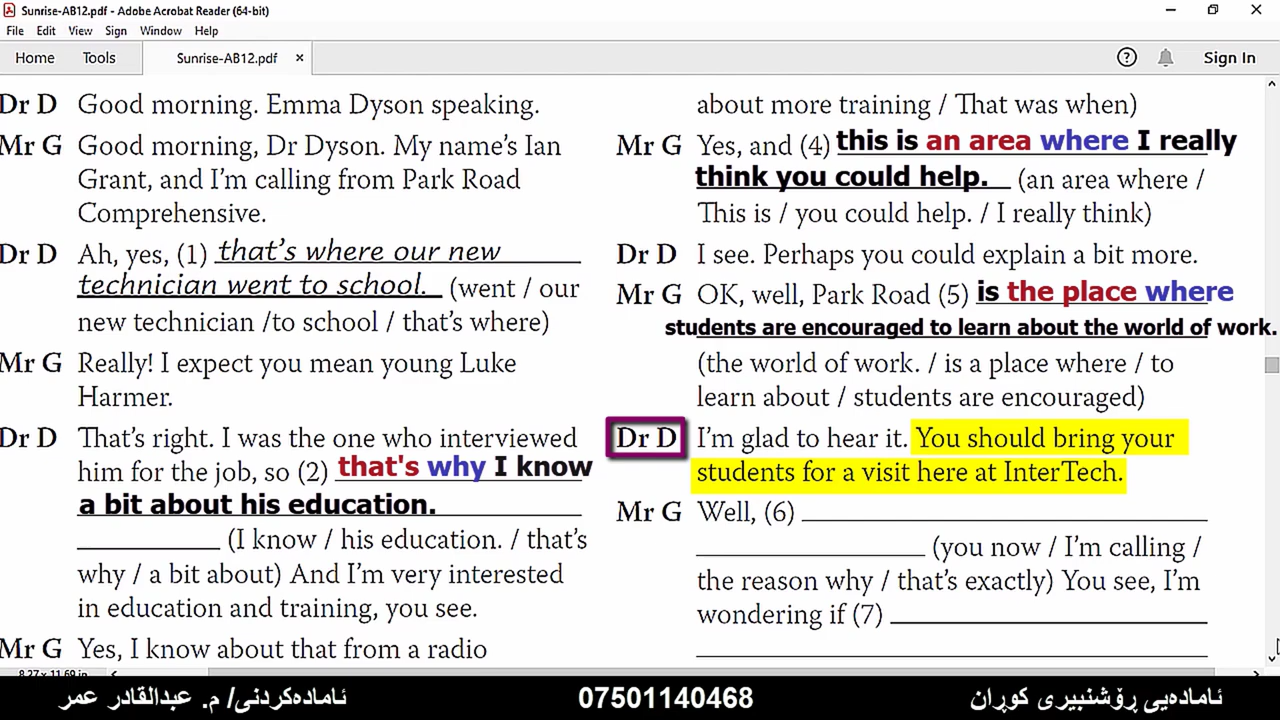 Sunrise-AB12.pdf - Adobe Acrobat Reader (64-bit)
File Edit View Sign Window Help
Home Tools Sunrise-AB12.pdf × Sign In
Dr D Good morning. Emma Dyson speaking.
Mr G Good morning, Dr Dyson. My name's Ian
Grant, and I'm calling from Park Road
Comprehensive.
Dr D Ah, yes, (1) that's where our new
technician went to school. (went / our
new technician /to school / that's where)
Mr G Really! I expect you mean young Luke
Harmer.
Dr D That's right. I was the one who interviewed
him for the job, so (2) that's why I know
a bit about his education.
(I know / his education. / that's
why / a bit about) And I'm very interested
in education and training, you see.
Mr G Yes, I know about that from a radio
about more training / That was when)
Mr G Yes, and (4) this is an area where I really
think you could help. (an area where /
This is / you could help. / I really think)
Dr D I see. Perhaps you could explain a bit more.
Mr G OK, well, Park Road (5) is the place where
students are encouraged to learn about the world of work.
(the world of work. / is a place where / to
learn about / students are encouraged)
Dr D I'm glad to hear it. You should bring your
students for a visit here at InterTech.
Mr G Well, (6)
(you now / I'm calling /
the reason why / that's exactly) You see, I'm
wondering if (7)
8.27 x 11.69 in
ئامادەکردنی/ م. عبدالقادر عمر 07501140468 ئامادەیی ڕۆشنبیری کوڕان